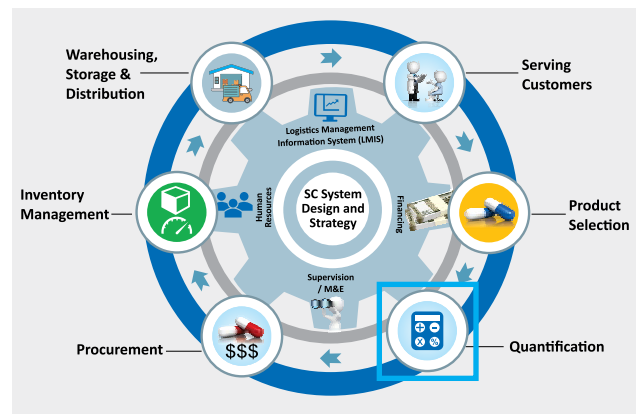 Warehousing,
Storage &
Distribution
Serving
Customers
Logistics Management
Information System (LMIS)
Inventory
Management
Human
Resources
SC System
Design and
Strategy
Financing
Product
Selection
Supervision
/ M&E
Procurement
$$$
Quantification
+
-
x
%